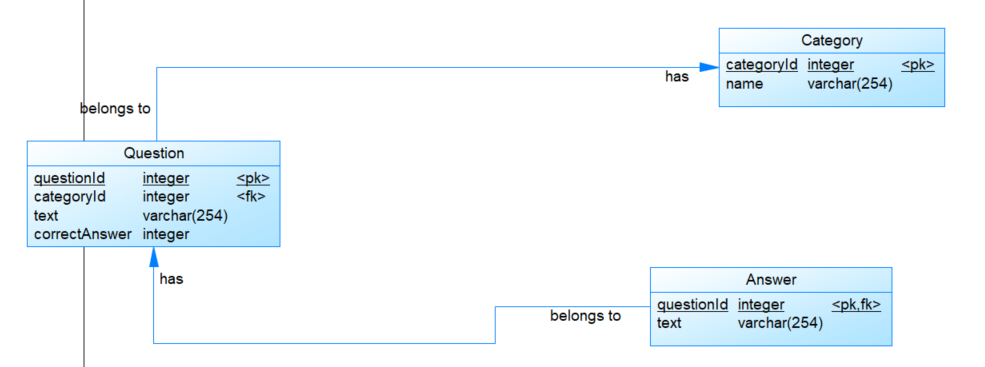 Category
categoryId integer <pk>
name varchar(254)
has
belongs to
Question
questionId integer <pk>
categoryId integer <fk>
text varchar(254)
correctAnswer integer
has
Answer
questionId integer <pk,fk>
text varchar(254)
belongs to